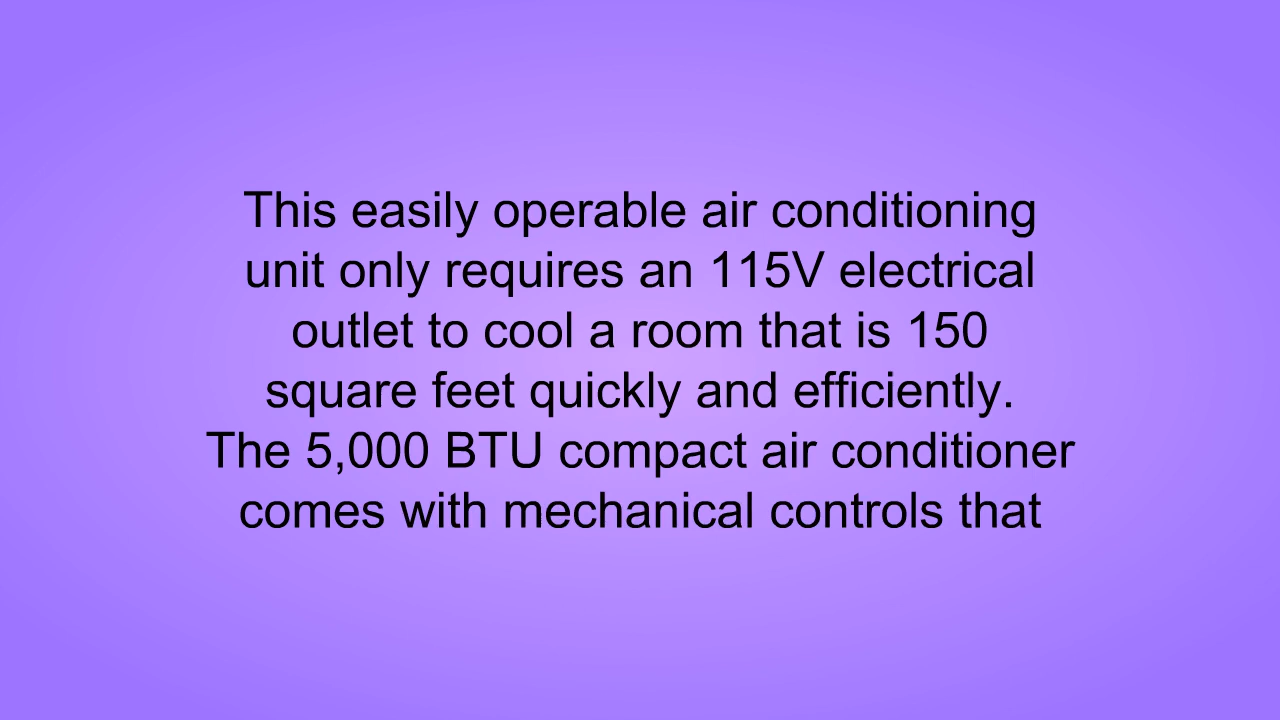 This easily operable air conditioning
unit only requires an 115V electrical
outlet to cool a room that is 150
square feet quickly and efficiently.
The 5,000 BTU compact air conditioner
comes with mechanical controls that